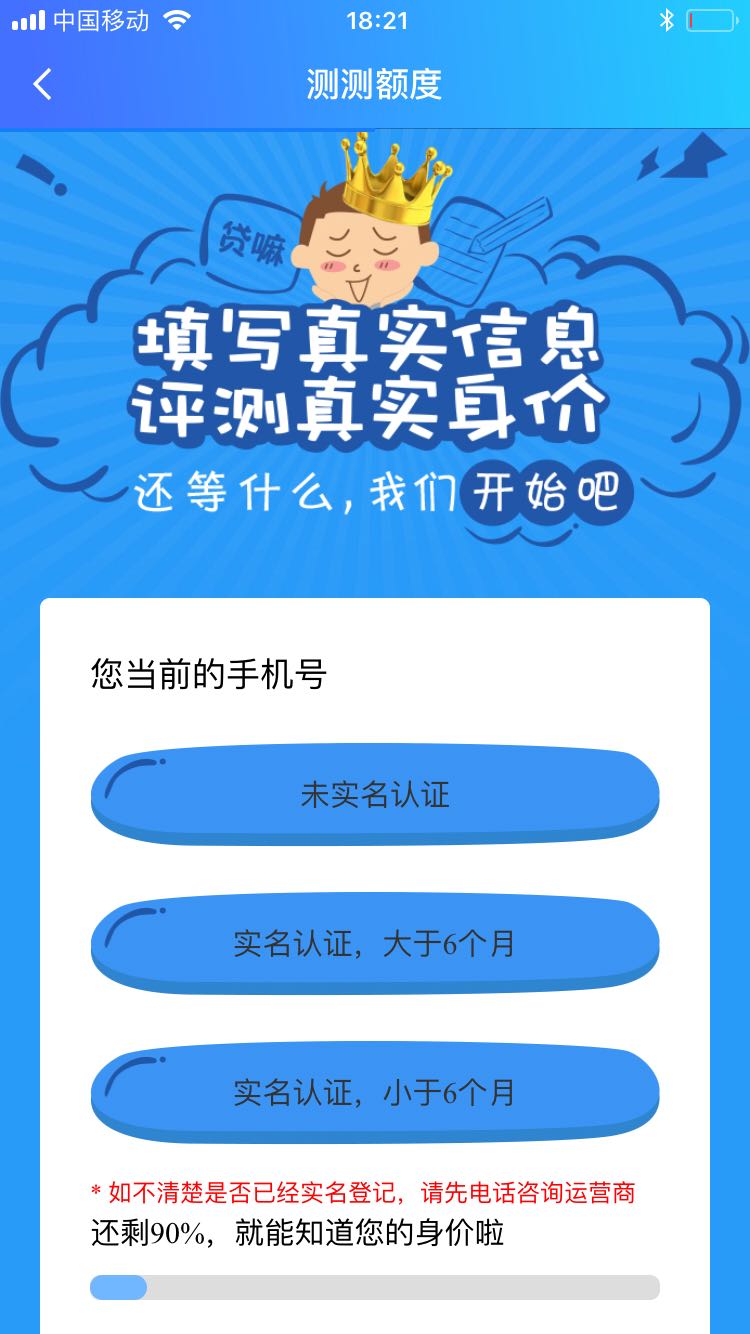 中国移动
18:21
测测额度
贷嘛
填写真实信息
评测真实身价
还等什么,我们开始吧
您当前的手机号
未实名认证
实名认证，大于6个月
实名认证，小于6个月
* 如不清楚是否已经实名登记，请先电话咨询运营商
还剩90%，就能知道您的身价啦